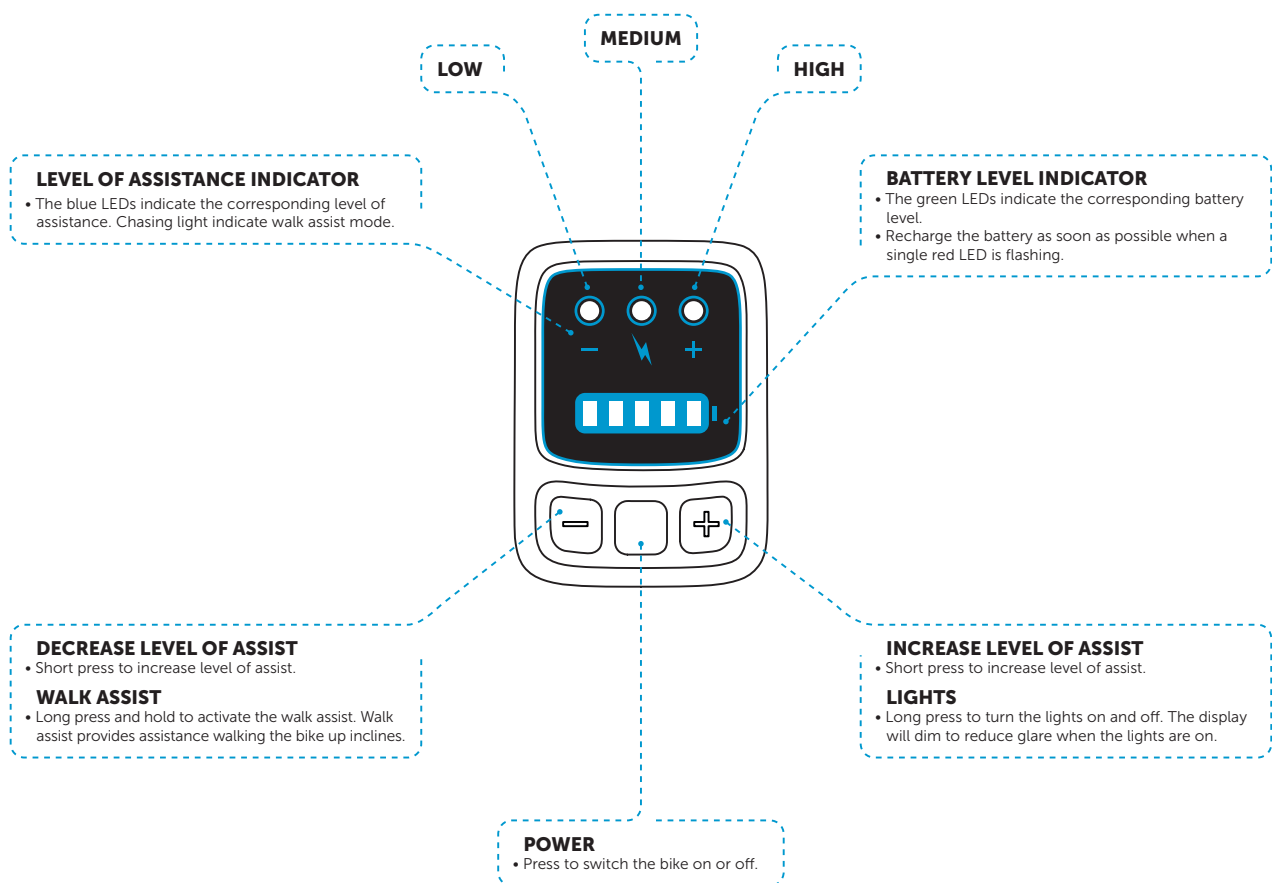 MEDIUM
LOW
HIGH
LEVEL OF ASSISTANCE INDICATOR
• The blue LEDs indicate the corresponding level of
assistance. Chasing light indicate walk assist mode.
BATTERY LEVEL INDICATOR
• The green LEDs indicate the corresponding battery
level.
• Recharge the battery as soon as possible when a
single red LED is flashing.
DECREASE LEVEL OF ASSIST
• Short press to increase level of assist.
WALK ASSIST
• Long press and hold to activate the walk assist. Walk
assist provides assistance walking the bike up inclines.
INCREASE LEVEL OF ASSIST
• Short press to increase level of assist.
LIGHTS
• Long press to turn the lights on and off. The display
will dim to reduce glare when the lights are on.
POWER
• Press to switch the bike on or off.